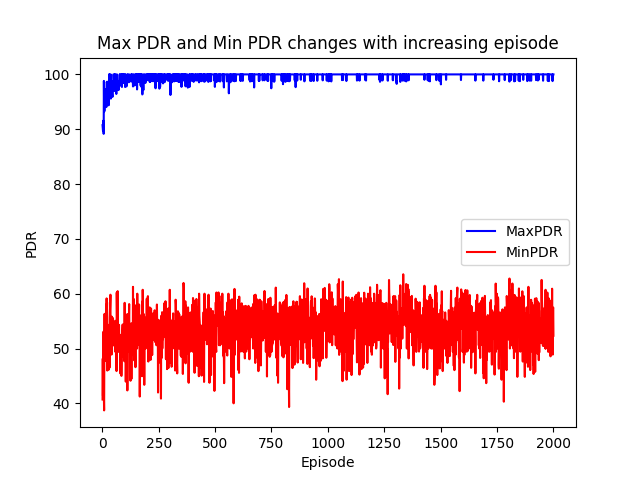 Max PDR and Min PDR changes with increasing episode
100
90
80
70
60
50
40
PDR
MaxPDR
MinPDR
0 250 500 750 1000 1250 1500 1750 2000
Episode